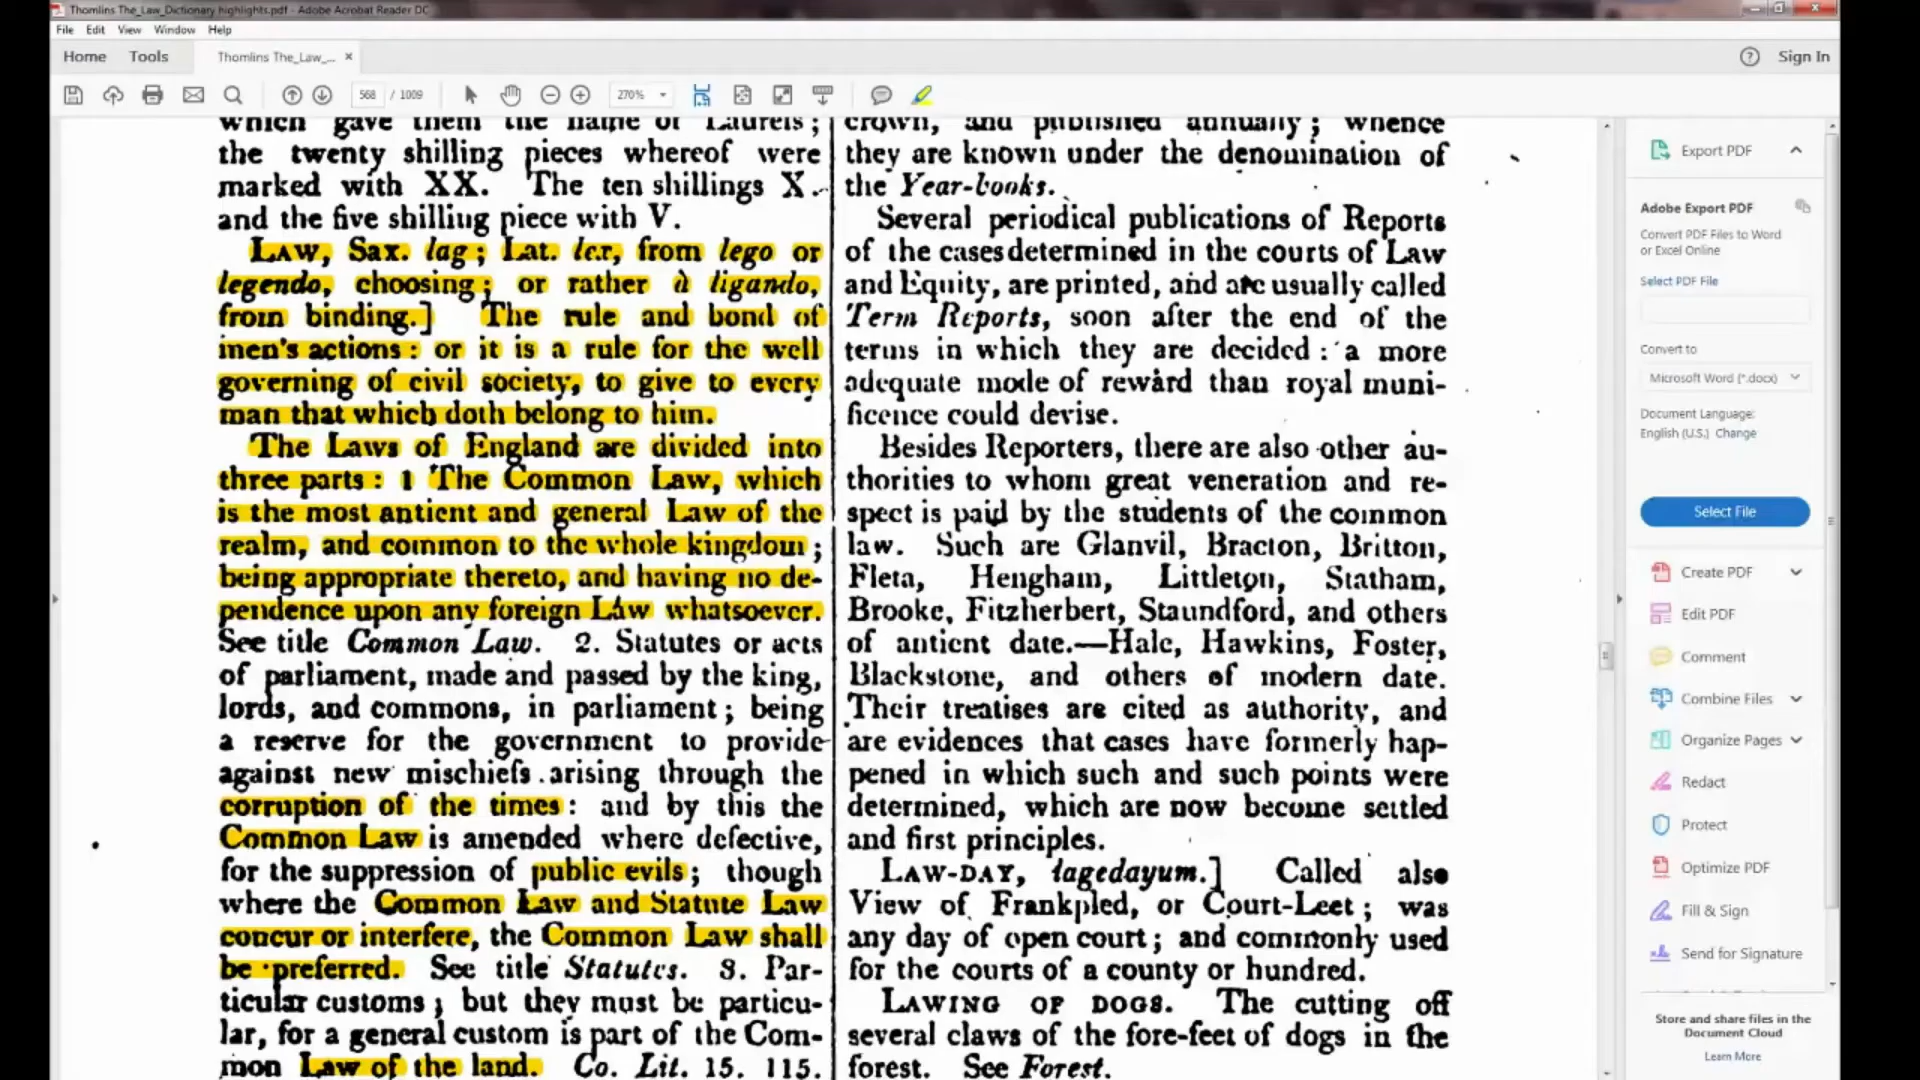 Thomlins The_Law_Dictionary highlights.pdf - Adobe Acrobat Reader DC
File Edit View Window Help
Home Tools Thomlins The_Law_... × Sign In
568 / 1009 270%
which gave them the name of Laurels;
the twenty shilling pieces whereof were
marked with XX. The ten shillings X.
and the five shilling piece with V.
LAW, Sax. lag; Lat. lex, from lego or
legendo, choosing; or rather à ligando,
from binding.] The rule and bond of
men's actions: or it is a rule for the well
governing of civil society, to give to every
man that which doth belong to him.
The Laws of England are divided into
three parts: 1 The Common Law, which
is the most antient and general Law of the
realm, and common to the whole kingdom;
being appropriate thereto, and having no de-
pendence upon any foreign Law whatsoever.
See title Common Law. 2. Statutes or acts
of parliament, made and passed by the king,
lords, and commons, in parliament; being
a reserve for the government to provide
against new mischiefs arising through the
corruption of the times: and by this the
Common Law is amended where defective,
for the suppression of public evils; though
where the Common Law and Statute Law
concur or interfere, the Common Law shall
be preferred. See title Statutes. 3. Par-
ticular customs; but they must be particu-
lar, for a general custom is part of the Com-
mon Law of the land. Co. Lit. 15. 115.
crown, and published annually; whence
they are known under the denomination of
the Year-books.
Several periodical publications of Reports
of the cases determined in the courts of Law
and Equity, are printed, and are usually called
Term Reports, soon after the end of the
terms in which they are decided: a more
adequate mode of reward than royal muni-
ficence could devise.
Besides Reporters, there are also other au-
thorities to whom great veneration and re-
spect is paid by the students of the common
law. Such are Glanvil, Bracton, Britton,
Fleta, Hengham, Littleton, Statham,
Brooke, Fitzherbert, Staundford, and others
of antient date.—Hale, Hawkins, Foster,
Blackstone, and others of modern date.
Their treatises are cited as authority, and
are evidences that cases have formerly hap-
pened in which such and such points were
determined, which are now become settled
and first principles.
LAW-DAY, lagedayum.] Called also
View of Frankpled, or Court-Leet; was
any day of open court; and commonly used
for the courts of a county or hundred.
LAWING OF DOGS. The cutting off
several claws of the fore-feet of dogs in the
forest. See Forest.
Export PDF
Adobe Export PDF
Convert PDF Files to Word
or Excel Online
Select PDF File
Convert to
Microsoft Word (*.docx)
Document Language:
English (U.S.) Change
Select File
Create PDF
Edit PDF
Comment
Combine Files
Organize Pages
Redact
Protect
Optimize PDF
Fill & Sign
Send for Signature
Store and share files in the
Document Cloud
Learn More